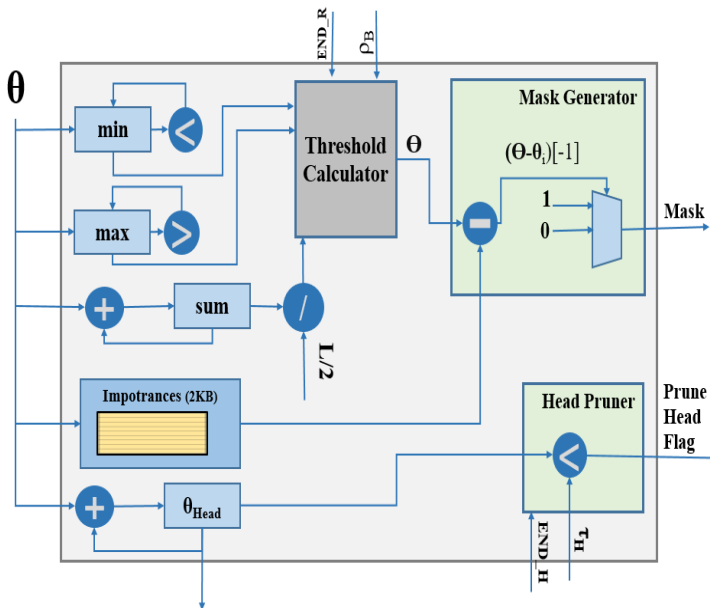 END_R
ρB
θ
min
<
Threshold
Calculator
Mask Generator
ϴ
(ϴ-θi)[-1]
max
>
-
1
0
Mask
+
sum
/
L/2
Impotrances (2KB)
Head Pruner
<
Prune
Head
Flag
+
θHead
END_H
τH